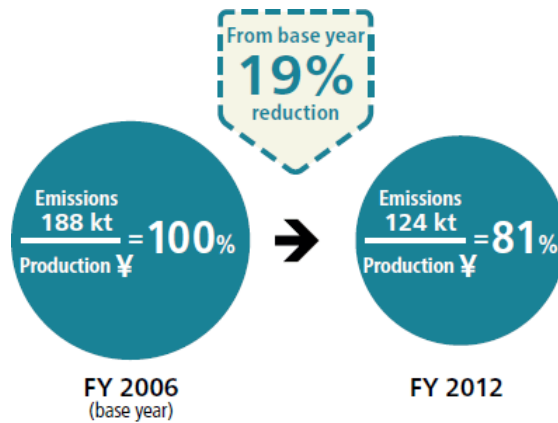 From base year
19%
reduction
Emissions
188 kt
Production ¥
=100%
Emissions
124 kt
Production ¥
=81%
FY 2006
(base year)
FY 2012